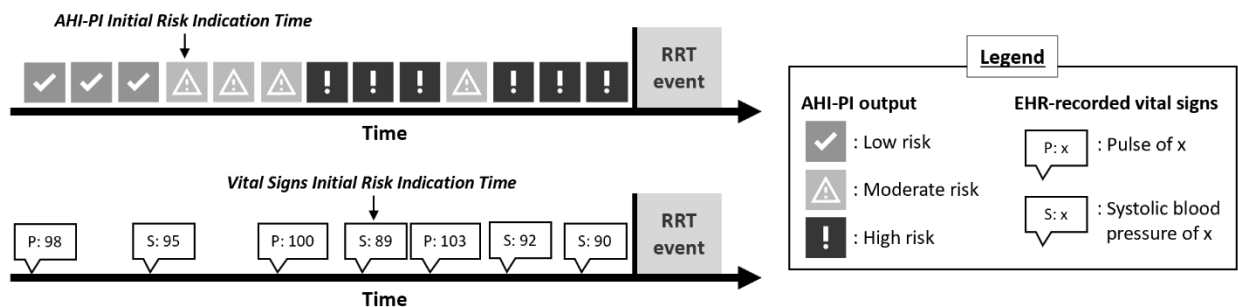 AHI-PI Initial Risk Indication Time
RRT
event
Time
Vital Signs Initial Risk Indication Time
P: 98
S: 95
P: 100
S: 89
P: 103
S: 92
S: 90
RRT
event
Time
Legend
AHI-PI output
: Low risk
: Moderate risk
: High risk
EHR-recorded vital signs
P: x
: Pulse of x
S: x
: Systolic blood
pressure of x